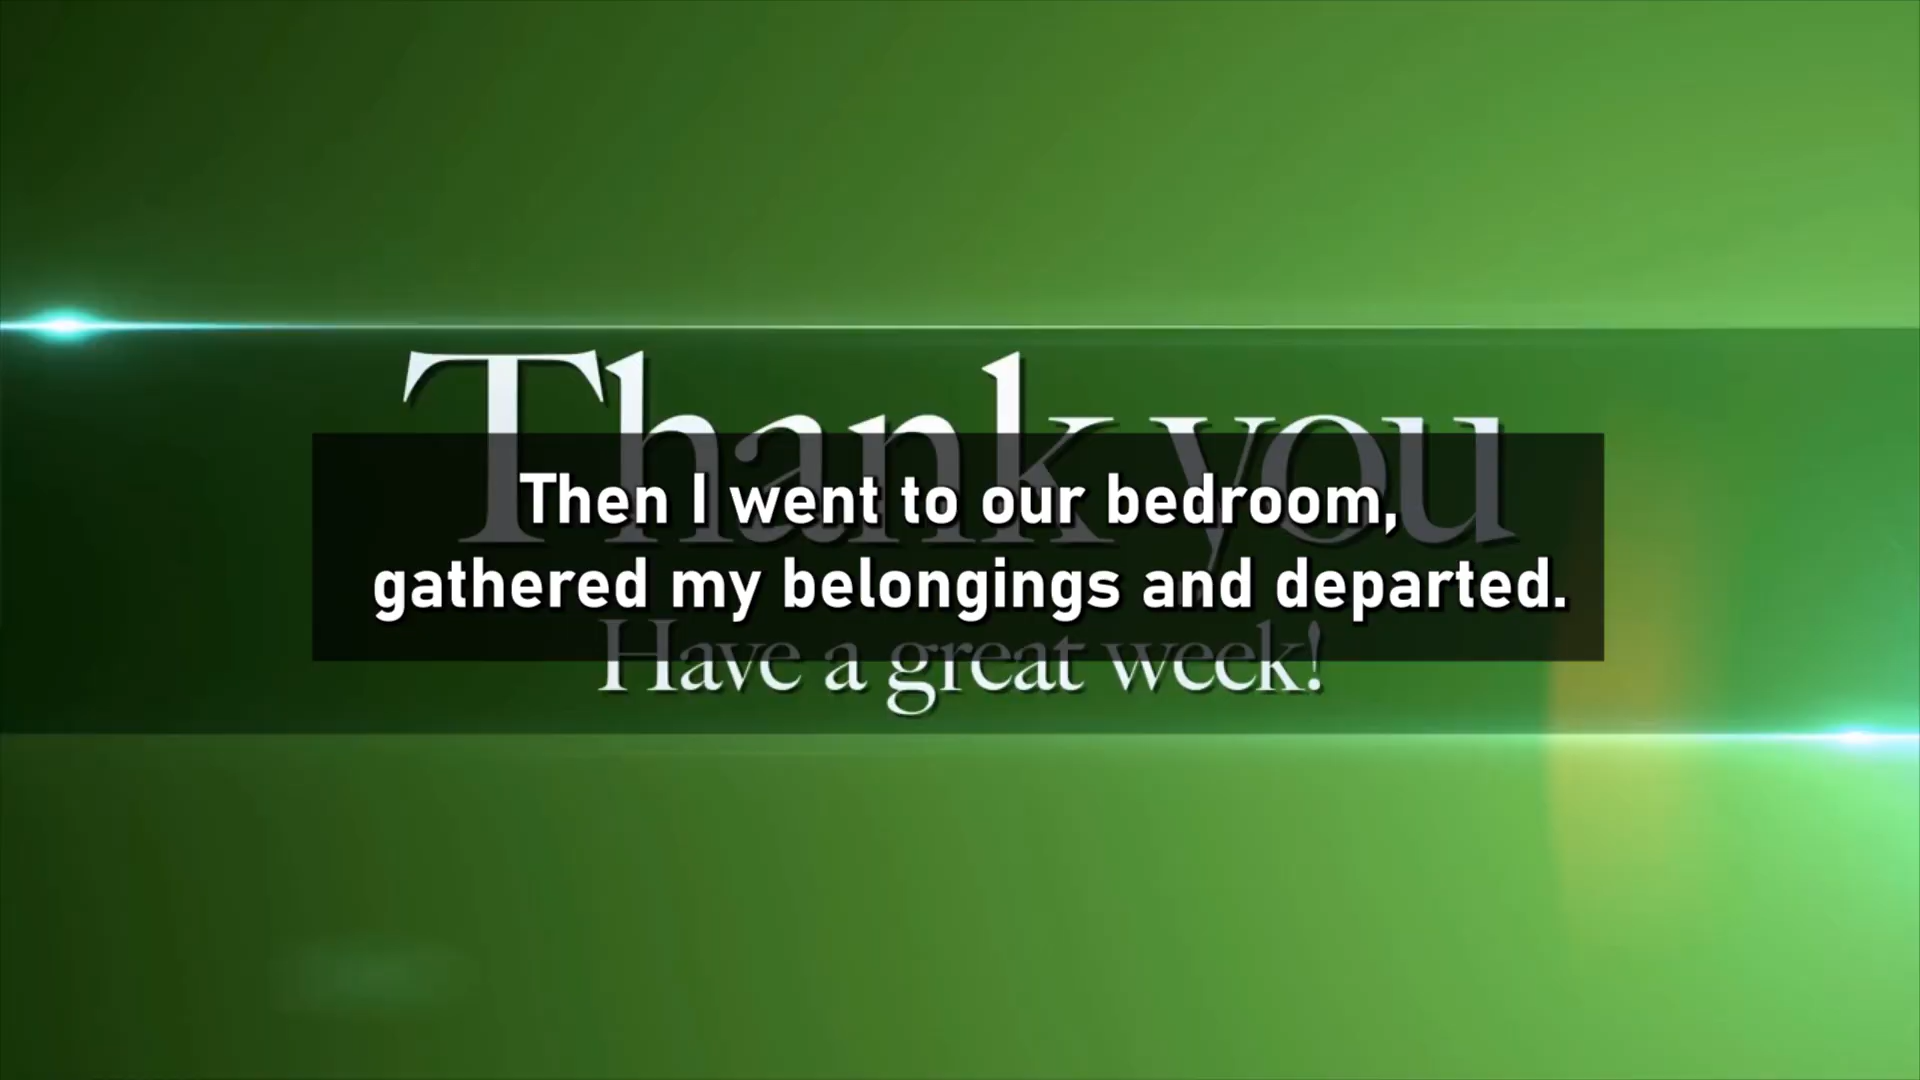 Thank you
Then I went to our bedroom,
gathered my belongings and departed.
Have a great week!